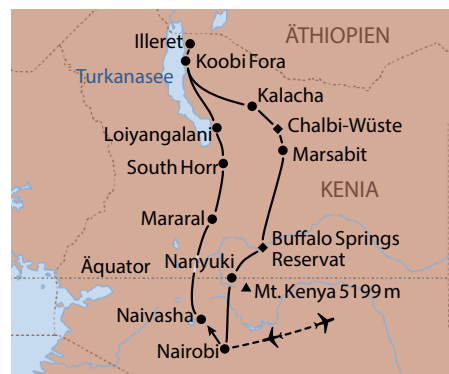 Illeret
ÄTHIOPIEN
Koobi Fora
Turkanasee
Kalacha
Chalbi-Wüste
Loiyangalani
Marsabit
South Horr
KENIA
Mararal
Buffalo Springs
Reservat
Nanyuki
Äquator
Mt. Kenya 5199 m
Naivasha
Nairobi